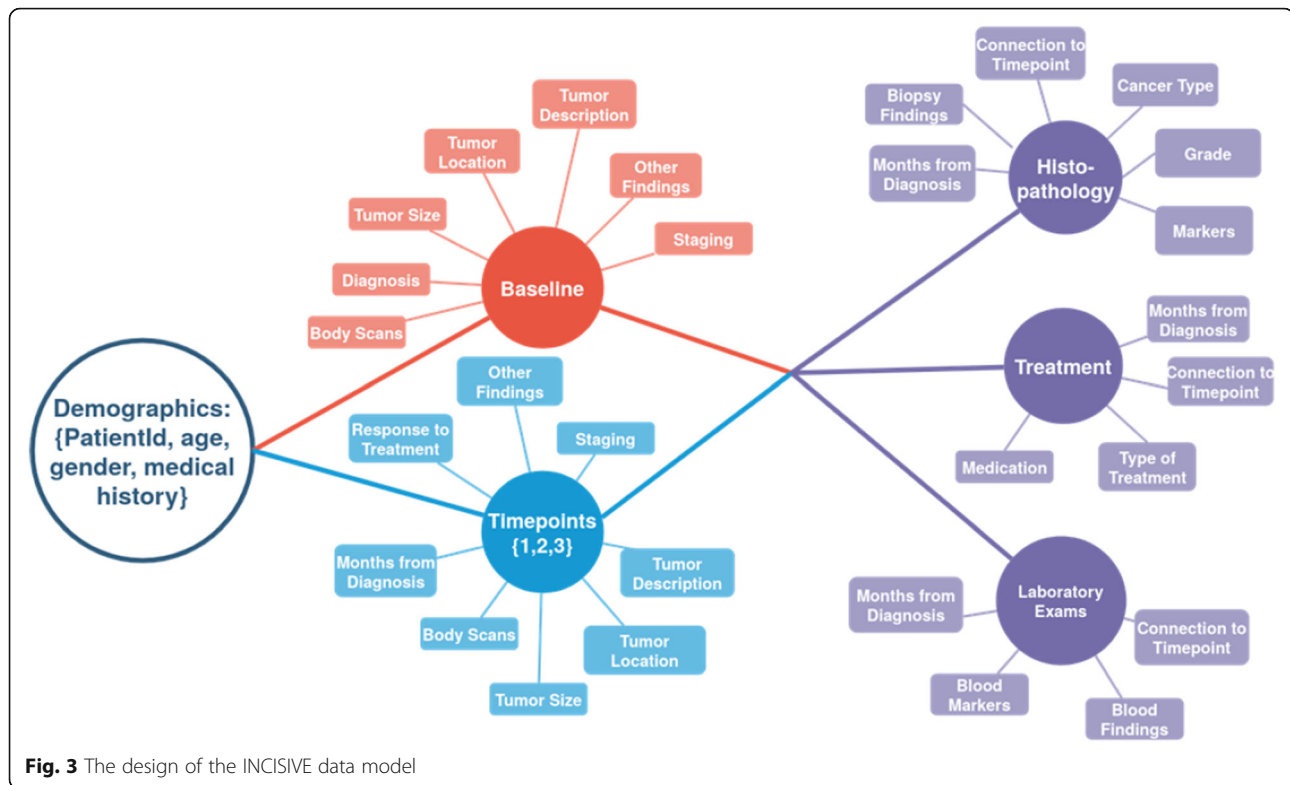 Demographics:
{PatientId, age,
gender, medical
history}
Baseline
Tumor
Description
Tumor
Location
Other
Findings
Tumor Size
Staging
Diagnosis
Body Scans
Timepoints
{1,2,3}
Other
Findings
Response to
Treatment
Staging
Months from
Diagnosis
Tumor
Description
Body Scans
Tumor
Location
Tumor Size
Histo-
pathology
Connection to
Timepoint
Cancer Type
Biopsy
Findings
Grade
Months from
Diagnosis
Markers
Treatment
Months from
Diagnosis
Connection to
Timepoint
Medication
Type of
Treatment
Laboratory
Exams
Months from
Diagnosis
Connection to
Timepoint
Blood
Markers
Blood
Findings
Fig. 3 The design of the INCISIVE data model